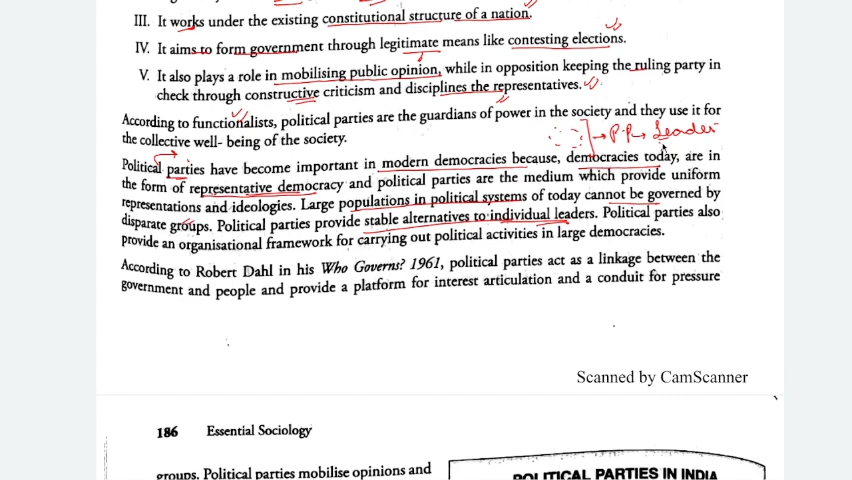 III. It works under the existing constitutional structure of a nation.
IV. It aims to form government through legitimate means like contesting elections.
V. It also plays a role in mobilising public opinion, while in opposition keeping the ruling party in
check through constructive criticism and disciplines the representatives.
According to functionalists, political parties are the guardians of power in the society and they use it for
the collective well- being of the society.
P.P. Leader
Political parties have become important in modern democracies because, democracies today, are in
the form of representative democracy and political parties are the medium which provide uniform
representations and ideologies. Large populations in political systems of today cannot be governed by
disparate groups. Political parties provide stable alternatives to individual leaders. Political parties also
provide an organisational framework for carrying out political activities in large democracies.
According to Robert Dahl in his Who Governs? 1961, political parties act as a linkage between the
government and people and provide a platform for interest articulation and a conduit for pressure
Scanned by CamScanner
186 Essential Sociology
groups. Political parties mobilise opinions and
POLITICAL PARTIES IN INDIA